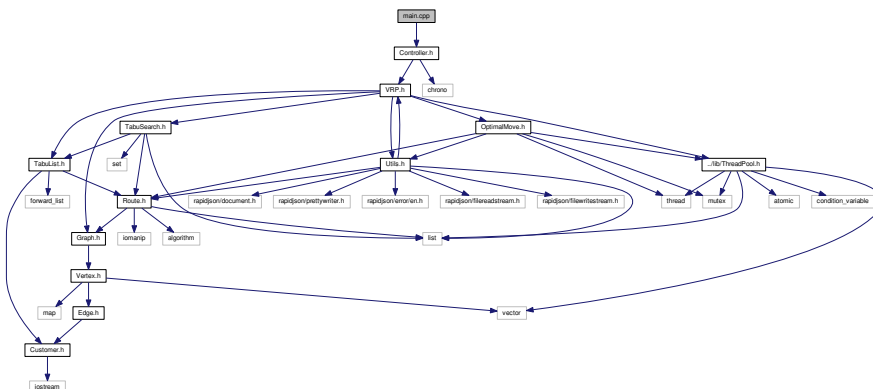 main.cpp
Controller.h
VRP.h
chrono
TabuSearch.h
OptimalMove.h
TabuList.h
set
Utils.h
../lib/ThreadPool.h
forward_list
Route.h
rapidjson/document.h
rapidjson/prettywriter.h
rapidjson/error/en.h
rapidjson/filereadstream.h
rapidjson/filewritestream.h
thread
mutex
atomic
condition_variable
Graph.h
iomanip
algorithm
list
Vertex.h
map
Edge.h
vector
Customer.h
iostream